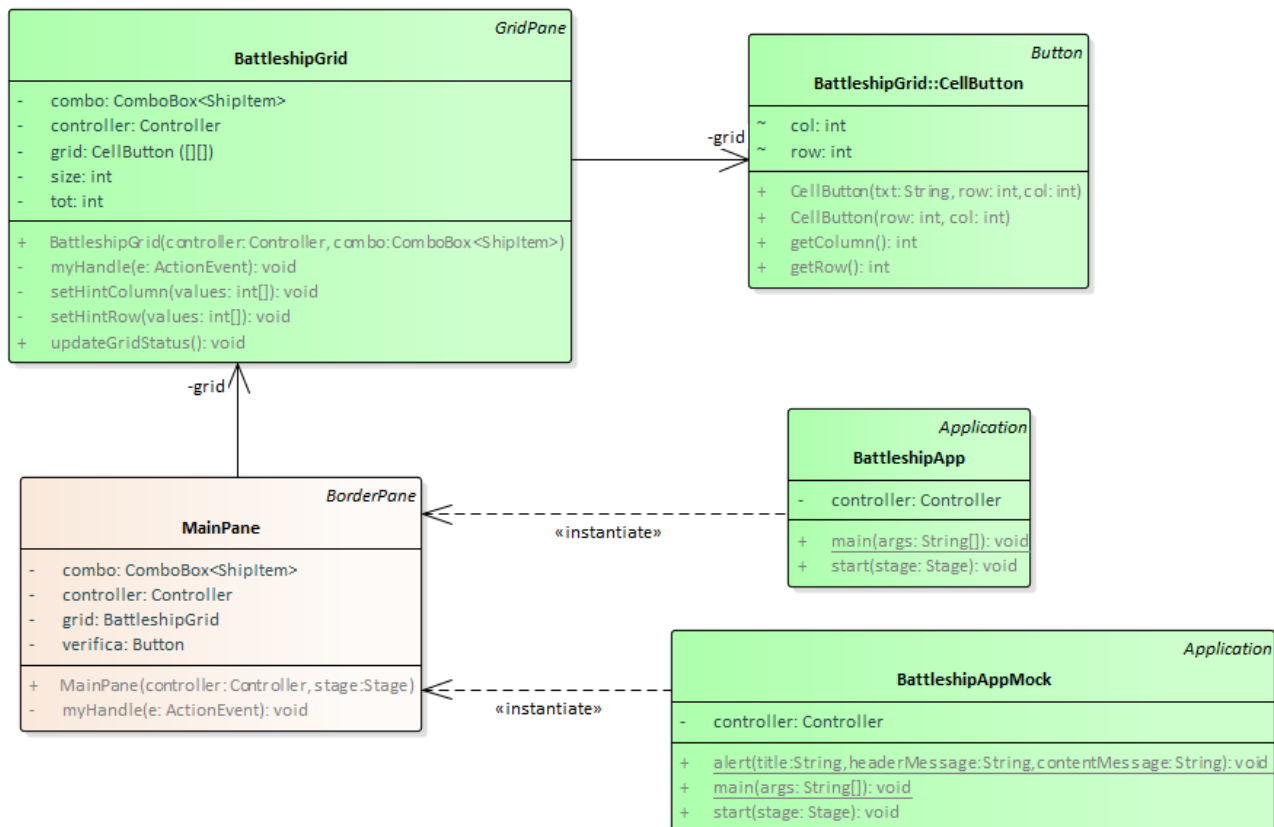 GridPane
BattleshipGrid
- combo: ComboBox<ShipItem>
- controller: Controller
- grid: CellButton ([][])
- size: int
- tot: int
+ BattleshipGrid(controller: Controller, combo:ComboBox<ShipItem>)
- myHandle(e: ActionEvent): void
- setHintColumn(values: int[]): void
- setHintRow(values: int[]): void
+ updateGridStatus(): void
-grid
Button
BattleshipGrid::CellButton
~ col: int
~ row: int
+ CellButton(txt: String, row: int,col: int)
+ CellButton(row: int, col: int)
+ getColumn(): int
+ getRow(): int
-grid
BorderPane
MainPane
- combo: ComboBox<ShipItem>
- controller: Controller
- grid: BattleshipGrid
- verifica: Button
+ MainPane(controller: Controller, stage:Stage)
- myHandle(e: ActionEvent): void
«instantiate»
Application
BattleshipApp
- controller: Controller
+ main(args: String[]): void
+ start(stage: Stage): void
«instantiate»
Application
BattleshipAppMock
- controller: Controller
+ alert(title:String,headerMessage:String,contentMessage:String): void
+ main(args: String[]): void
+ start(stage: Stage): void